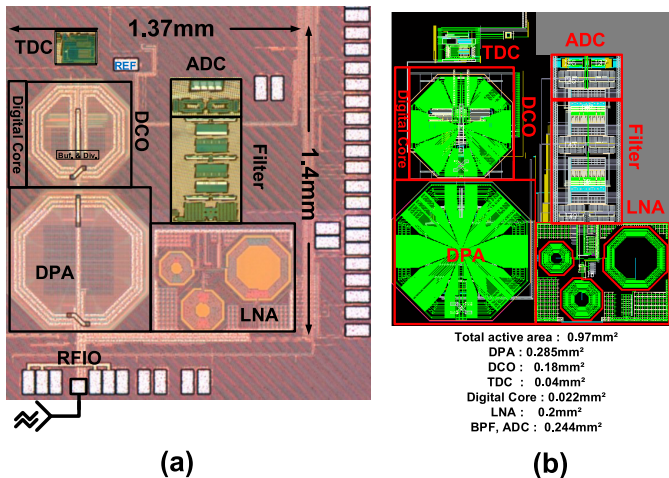 1.37mm
TDC
REF
ADC
Digital Core
DCO
Buf. & Div.
Filter
1.4mm
DPA
LNA
RFIO
(a)
TDC
ADC
Digital Core
DCO
Filter
LNA
DPA
Total active area : 0.97mm²
DPA : 0.285mm²
DCO : 0.18mm²
TDC : 0.04mm²
Digital Core : 0.022mm²
LNA : 0.2mm²
BPF, ADC : 0.244mm²
(b)